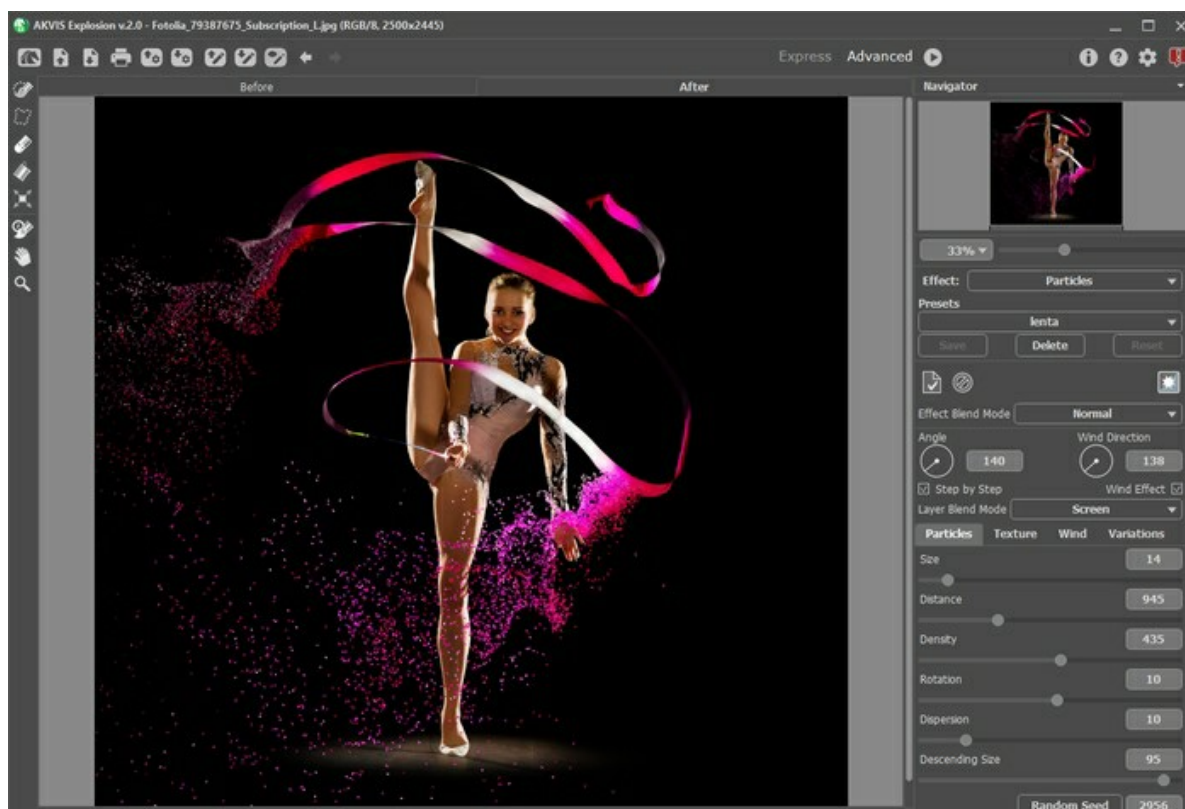 AKVIS Explosion v.2.0 - Fotolia_79387675_Subscription_L.jpg (RGB/8, 2500x2445)
Express Advanced
Before After
Navigator
33%
Effect: Particles
Presets
lenta
Save Delete Reset
Effect Blend Mode Normal
Angle Wind Direction
140 138
Step by Step Wind Effect
Layer Blend Mode Screen
Particles Texture Wind Variations
Size 14
Distance 945
Density 435
Rotation 10
Dispersion 10
Descending Size 95
Random Seed 2956